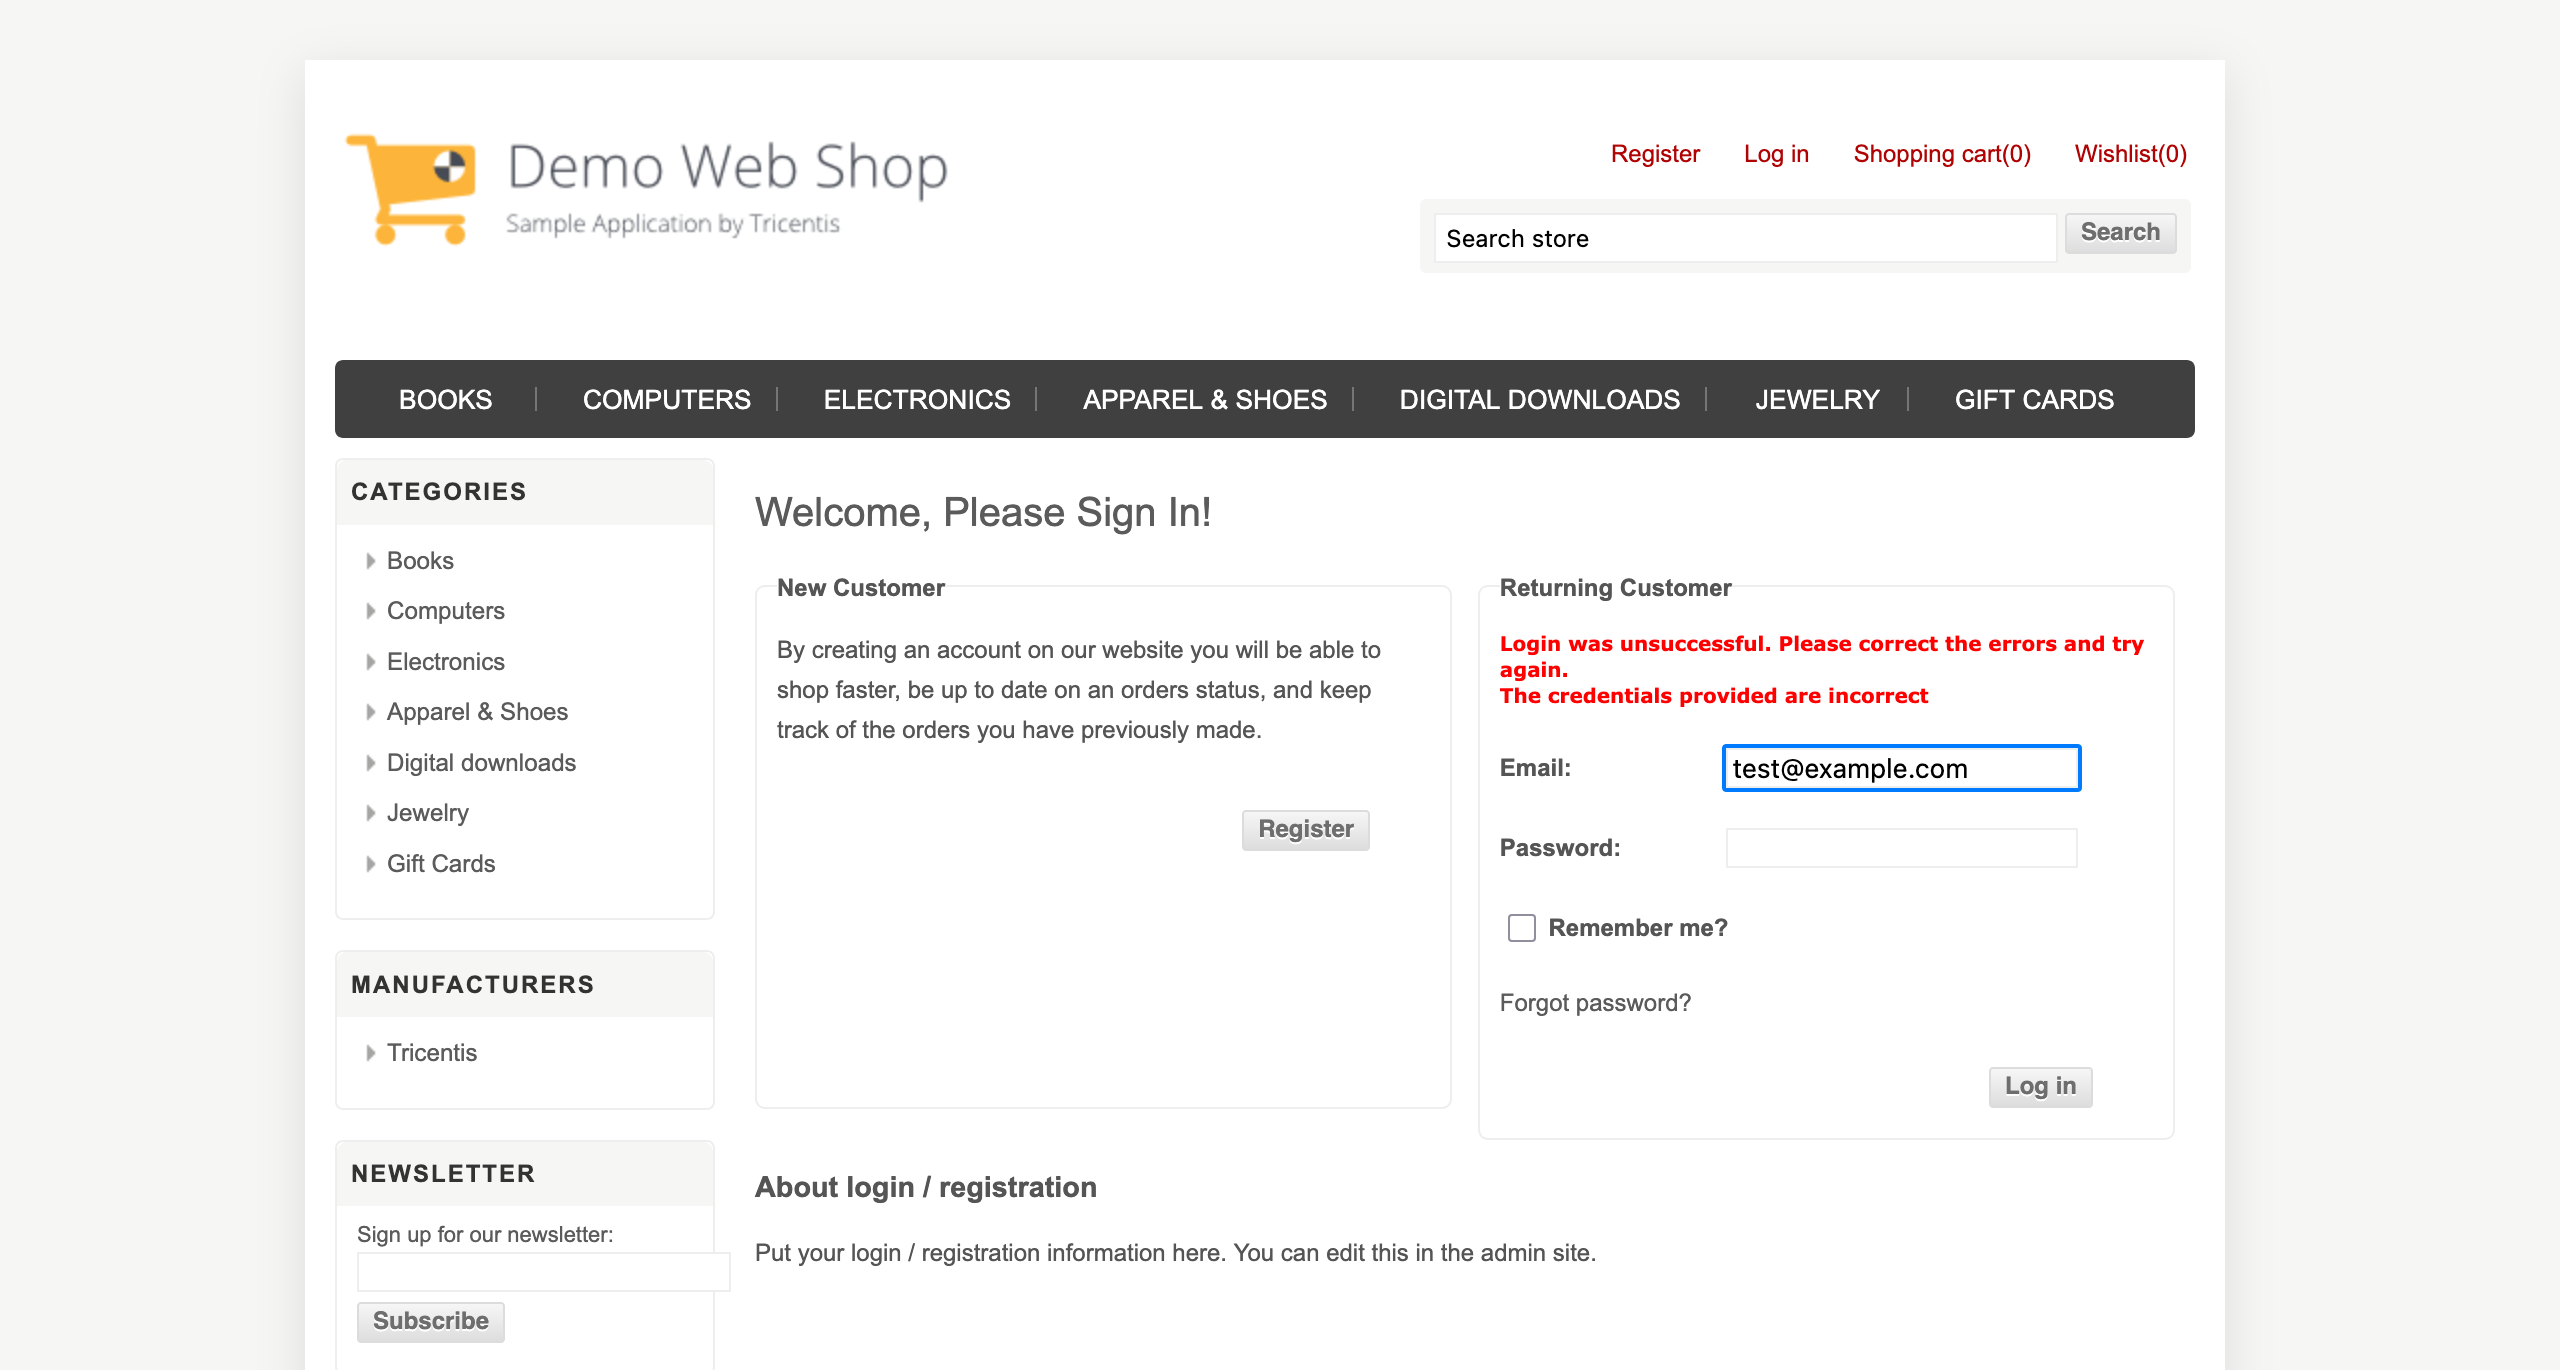 Demo Web Shop
Sample Application by Tricentis
Register
Log in
Shopping cart(0)
Wishlist(0)
Search store
Search
BOOKS
COMPUTERS
ELECTRONICS
APPAREL & SHOES
DIGITAL DOWNLOADS
JEWELRY
GIFT CARDS
CATEGORIES
Books
Computers
Electronics
Apparel & Shoes
Digital downloads
Jewelry
Gift Cards
MANUFACTURERS
Tricentis
NEWSLETTER
Sign up for our newsletter:
Subscribe
Welcome, Please Sign In!
New Customer
By creating an account on our website you will be able to
shop faster, be up to date on an orders status, and keep
track of the orders you have previously made.
Register
Returning Customer
Login was unsuccessful. Please correct the errors and try
again.
The credentials provided are incorrect
Email:
test@example.com
Password:
Remember me?
Forgot password?
Log in
About login / registration
Put your login / registration information here. You can edit this in the admin site.